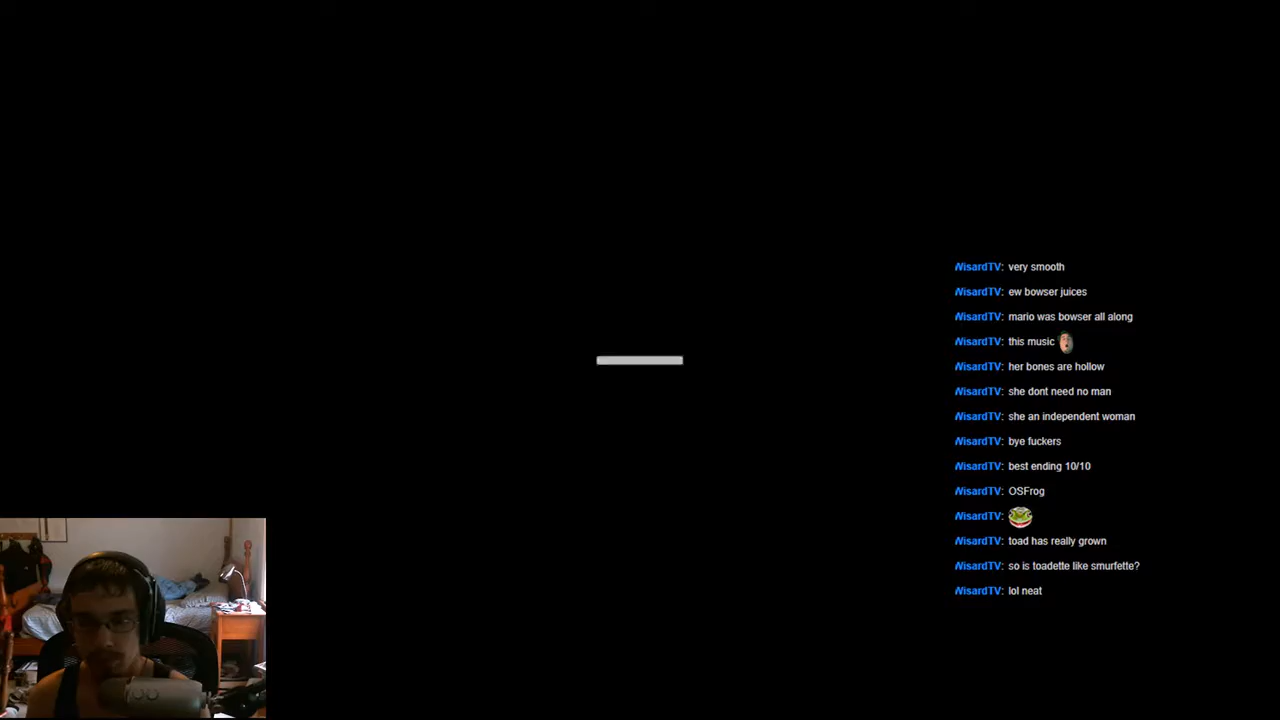 WisardTV: very smooth
WisardTV: ew bowser juices
WisardTV: mario was bowser all along
WisardTV: this music
WisardTV: her bones are hollow
WisardTV: she dont need no man
WisardTV: she an independent woman
WisardTV: bye fuckers
WisardTV: best ending 10/10
WisardTV: OSFrog
WisardTV:
WisardTV: toad has really grown
WisardTV: so is toadette like smurfette?
WisardTV: lol neat